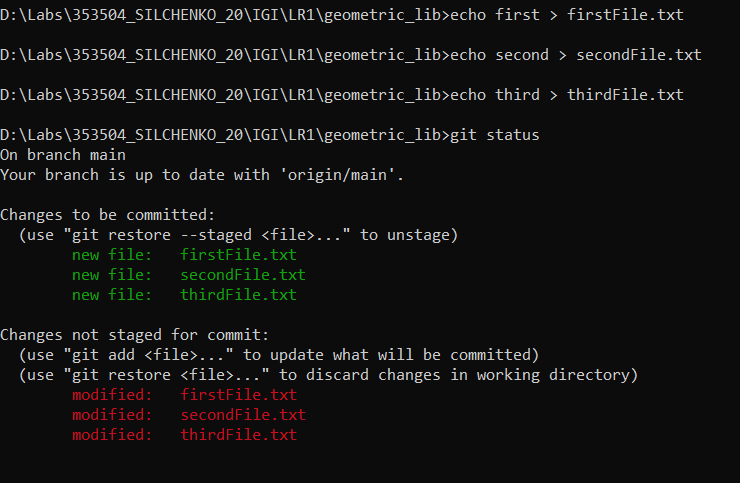 D:\Labs\353504_SILCHENKO_20\IGI\LR1\geometric_lib>echo first > firstFile.txt
D:\Labs\353504_SILCHENKO_20\IGI\LR1\geometric_lib>echo second > secondFile.txt
D:\Labs\353504_SILCHENKO_20\IGI\LR1\geometric_lib>echo third > thirdFile.txt
D:\Labs\353504_SILCHENKO_20\IGI\LR1\geometric_lib>git status
On branch main
Your branch is up to date with 'origin/main'.
Changes to be committed:
  (use "git restore --staged <file>..." to unstage)
        new file:   firstFile.txt
        new file:   secondFile.txt
        new file:   thirdFile.txt
Changes not staged for commit:
  (use "git add <file>..." to update what will be committed)
  (use "git restore <file>..." to discard changes in working directory)
        modified:   firstFile.txt
        modified:   secondFile.txt
        modified:   thirdFile.txt